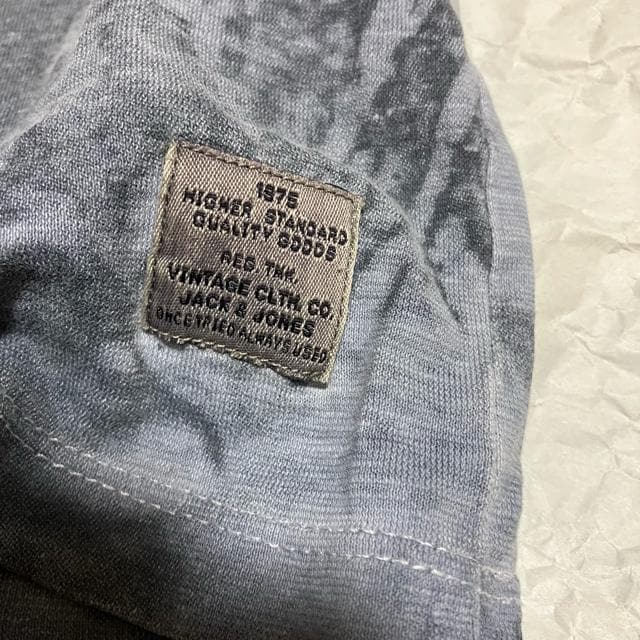 1975
HIGHER STANDARD
QUALITY GOODS
REG. TMK.
VINTAGE CLTH. CO.
JACK & JONES
ONCE TRIED ALWAYS USED